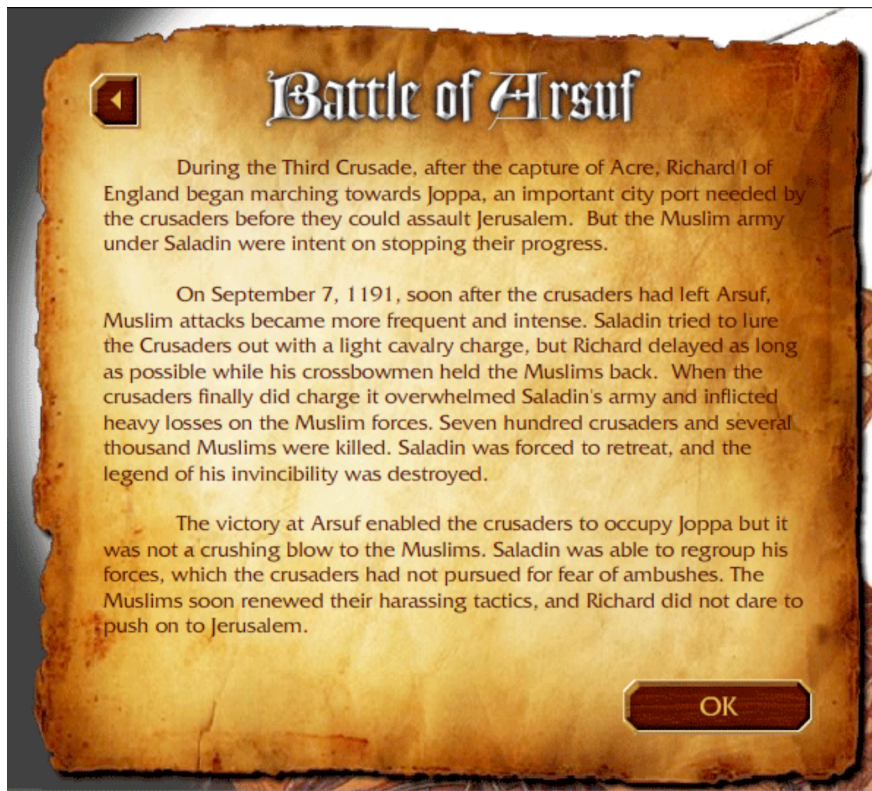 Battle of Arsuf
During the Third Crusade, after the capture of Acre, Richard I of
England began marching towards Joppa, an important city port needed by
the crusaders before they could assault Jerusalem.  But the Muslim army
under Saladin were intent on stopping their progress.
On September 7, 1191, soon after the crusaders had left Arsuf,
Muslim attacks became more frequent and intense. Saladin tried to lure
the Crusaders out with a light cavalry charge, but Richard delayed as long
as possible while his crossbowmen held the Muslims back.  When the
crusaders finally did charge it overwhelmed Saladin's army and inflicted
heavy losses on the Muslim forces. Seven hundred crusaders and several
thousand Muslims were killed. Saladin was forced to retreat, and the
legend of his invincibility was destroyed.
The victory at Arsuf enabled the crusaders to occupy Joppa but it
was not a crushing blow to the Muslims. Saladin was able to regroup his
forces, which the crusaders had not pursued for fear of ambushes. The
Muslims soon renewed their harassing tactics, and Richard did not dare to
push on to Jerusalem.
OK